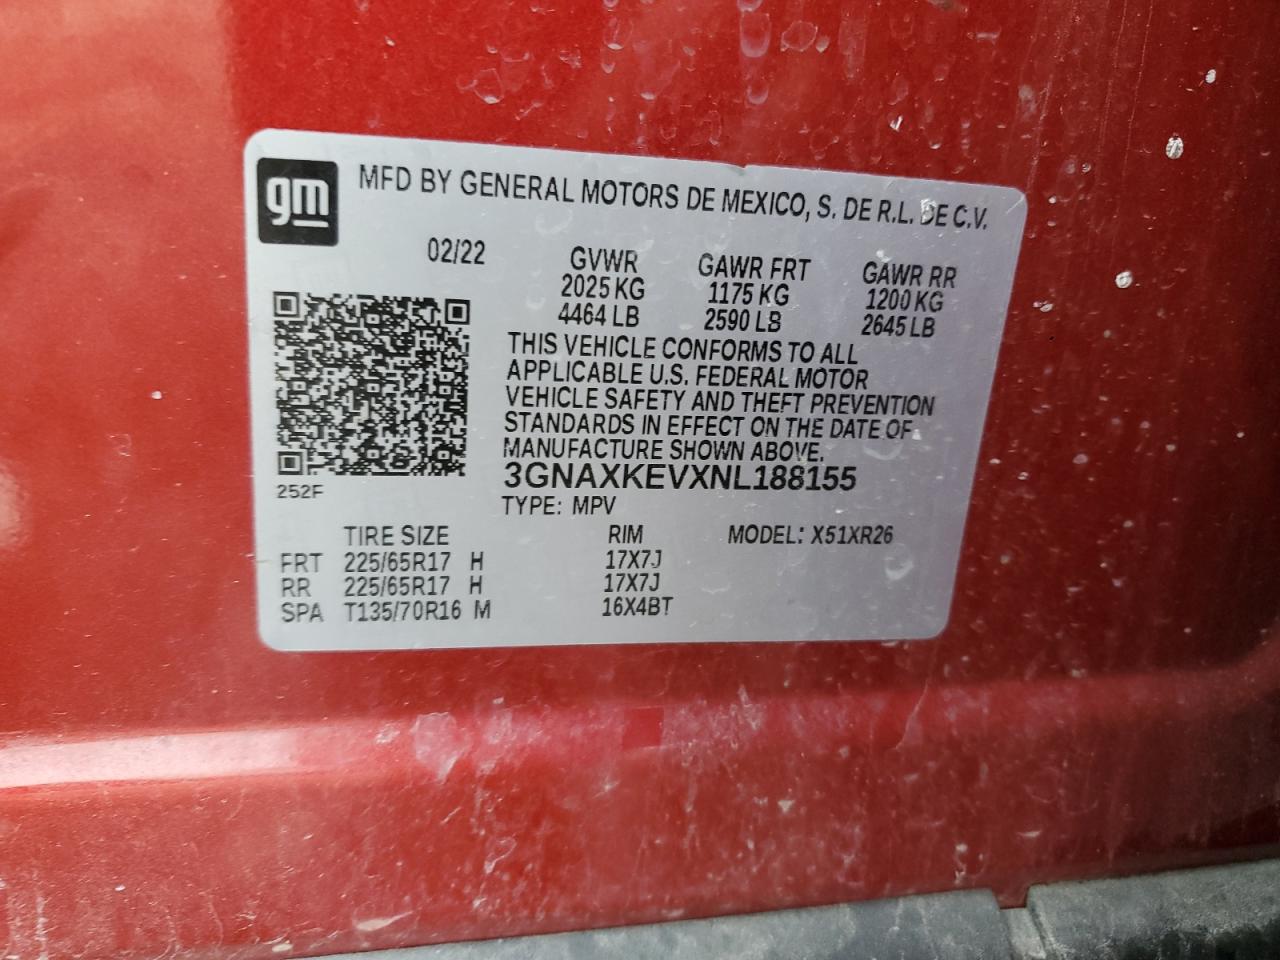 gm
MFD BY GENERAL MOTORS DE MEXICO, S. DE R.L. DE C.V.
02/22
GVWR GAWR FRT GAWR RR
2025 KG 1175 KG 1200 KG
4464 LB 2590 LB 2645 LB
THIS VEHICLE CONFORMS TO ALL
APPLICABLE U.S. FEDERAL MOTOR
VEHICLE SAFETY AND THEFT PREVENTION
STANDARDS IN EFFECT ON THE DATE OF
MANUFACTURE SHOWN ABOVE.
3GNAXKEVXNL188155
252F
TYPE: MPV
TIRE SIZE RIM MODEL: X51XR26
FRT 225/65R17 H 17X7J
RR 225/65R17 H 17X7J
SPA T135/70R16 M 16X4BT